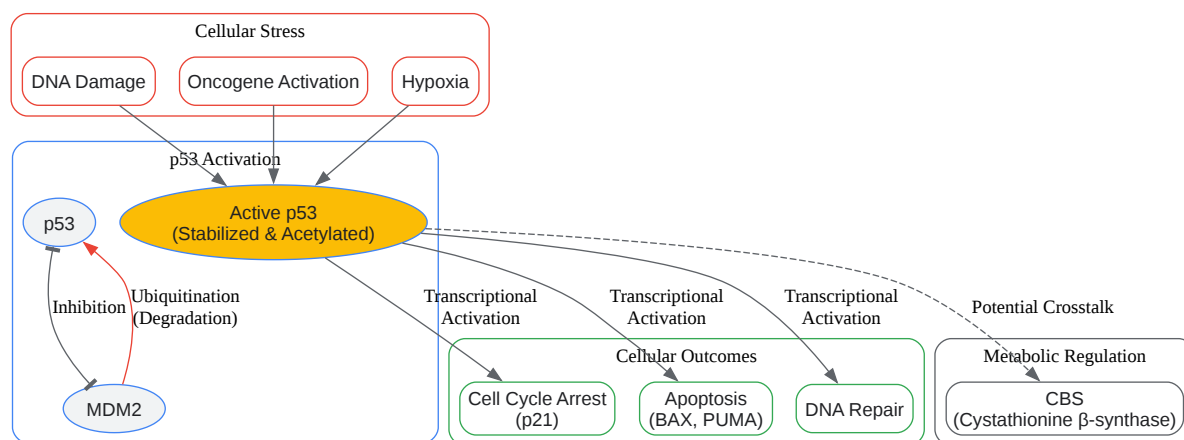 Cellular Stress
DNA Damage
Oncogene Activation
Hypoxia
p53 Activation
Active p53
(Stabilized & Acetylated)
p53
Inhibition
Ubiquitination
(Degradation)
MDM2
Transcriptional
Activation
Transcriptional
Activation
Transcriptional
Activation
Potential Crosstalk
Cellular Outcomes
Cell Cycle Arrest
(p21)
Apoptosis
(BAX, PUMA)
DNA Repair
Metabolic Regulation
CBS
(Cystathionine β-synthase)